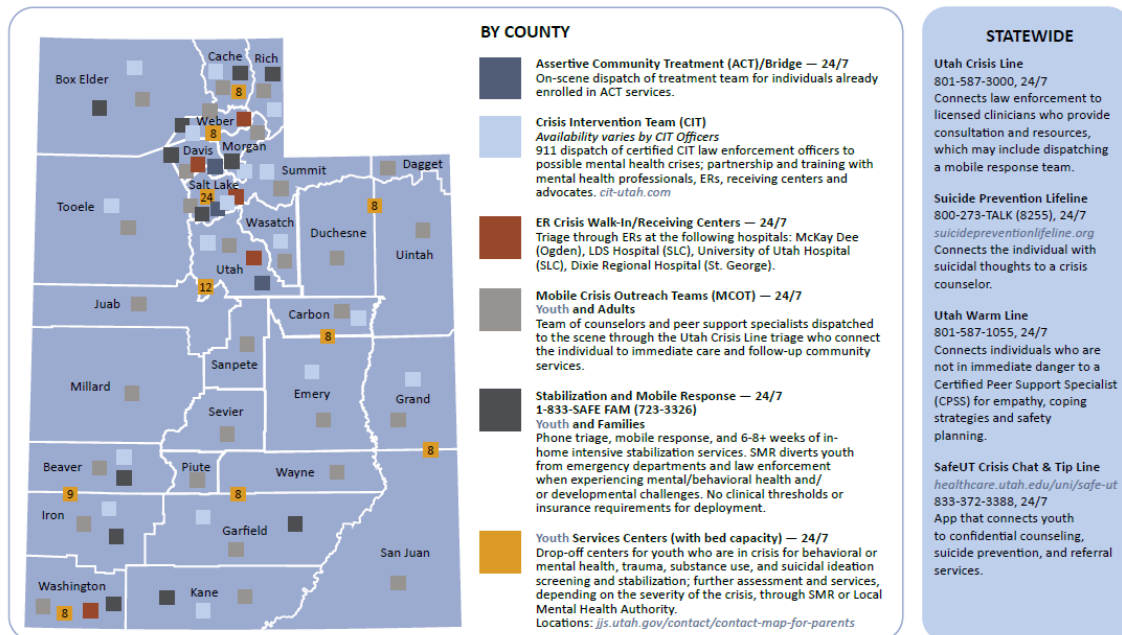 Box Elder
Cache
Rich
8
Weber
8
Davis
Morgan
Summit
Dagget
Salt Lake
24
Tooele
Wasatch
8
Duchesne
Uintah
Utah
12
Juab
Carbon
8
Sanpete
Millard
Emery
Grand
Sevier
8
Beaver
Piute
Wayne
9
8
Iron
Garfield
San Juan
Washington
Kane
8
BY COUNTY
Assertive Community Treatment (ACT)/Bridge — 24/7
On-scene dispatch of treatment team for individuals already
enrolled in ACT services.
Crisis Intervention Team (CIT)
Availability varies by CIT Officers
911 dispatch of certified CIT law enforcement officers to
possible mental health crises; partnership and training with
mental health professionals, ERs, receiving centers and
advocates. cit-utah.com
ER Crisis Walk-In/Receiving Centers — 24/7
Triage through ERs at the following hospitals: McKay Dee
(Ogden), LDS Hospital (SLC), University of Utah Hospital
(SLC), Dixie Regional Hospital (St. George).
Mobile Crisis Outreach Teams (MCOT) — 24/7
Youth and Adults
Team of counselors and peer support specialists dispatched
to the scene through the Utah Crisis Line triage who connect
the individual to immediate care and follow-up community
services.
Stabilization and Mobile Response — 24/7
1-833-SAFE FAM (723-3326)
Youth and Families
Phone triage, mobile response, and 6-8+ weeks of in-
home intensive stabilization services. SMR diverts youth
from emergency departments and law enforcement
when experiencing mental/behavioral health and/
or developmental challenges. No clinical thresholds or
insurance requirements for deployment.
Youth Services Centers (with bed capacity) — 24/7
Drop-off centers for youth who are in crisis for behavioral or
mental health, trauma, substance use, and suicidal ideation
screening and stabilization; further assessment and services,
depending on the severity of the crisis, through SMR or Local
Mental Health Authority.
Locations: jjs.utah.gov/contact/contact-map-for-parents
STATEWIDE
Utah Crisis Line
801-587-3000, 24/7
Connects law enforcement to
licensed clinicians who provide
consultation and resources,
which may include dispatching
a mobile response team.
Suicide Prevention Lifeline
800-273-TALK (8255), 24/7
suicidepreventionlifeline.org
Connects the individual with
suicidal thoughts to a crisis
counselor.
Utah Warm Line
801-587-1055, 24/7
Connects individuals who are
not in immediate danger to a
Certified Peer Support Specialist
(CPSS) for empathy, coping
strategies and safety
planning.
SafeUT Crisis Chat & Tip Line
healthcare.utah.edu/uni/safe-ut
833-372-3388, 24/7
App that connects youth
to confidential counseling,
suicide prevention, and referral
services.